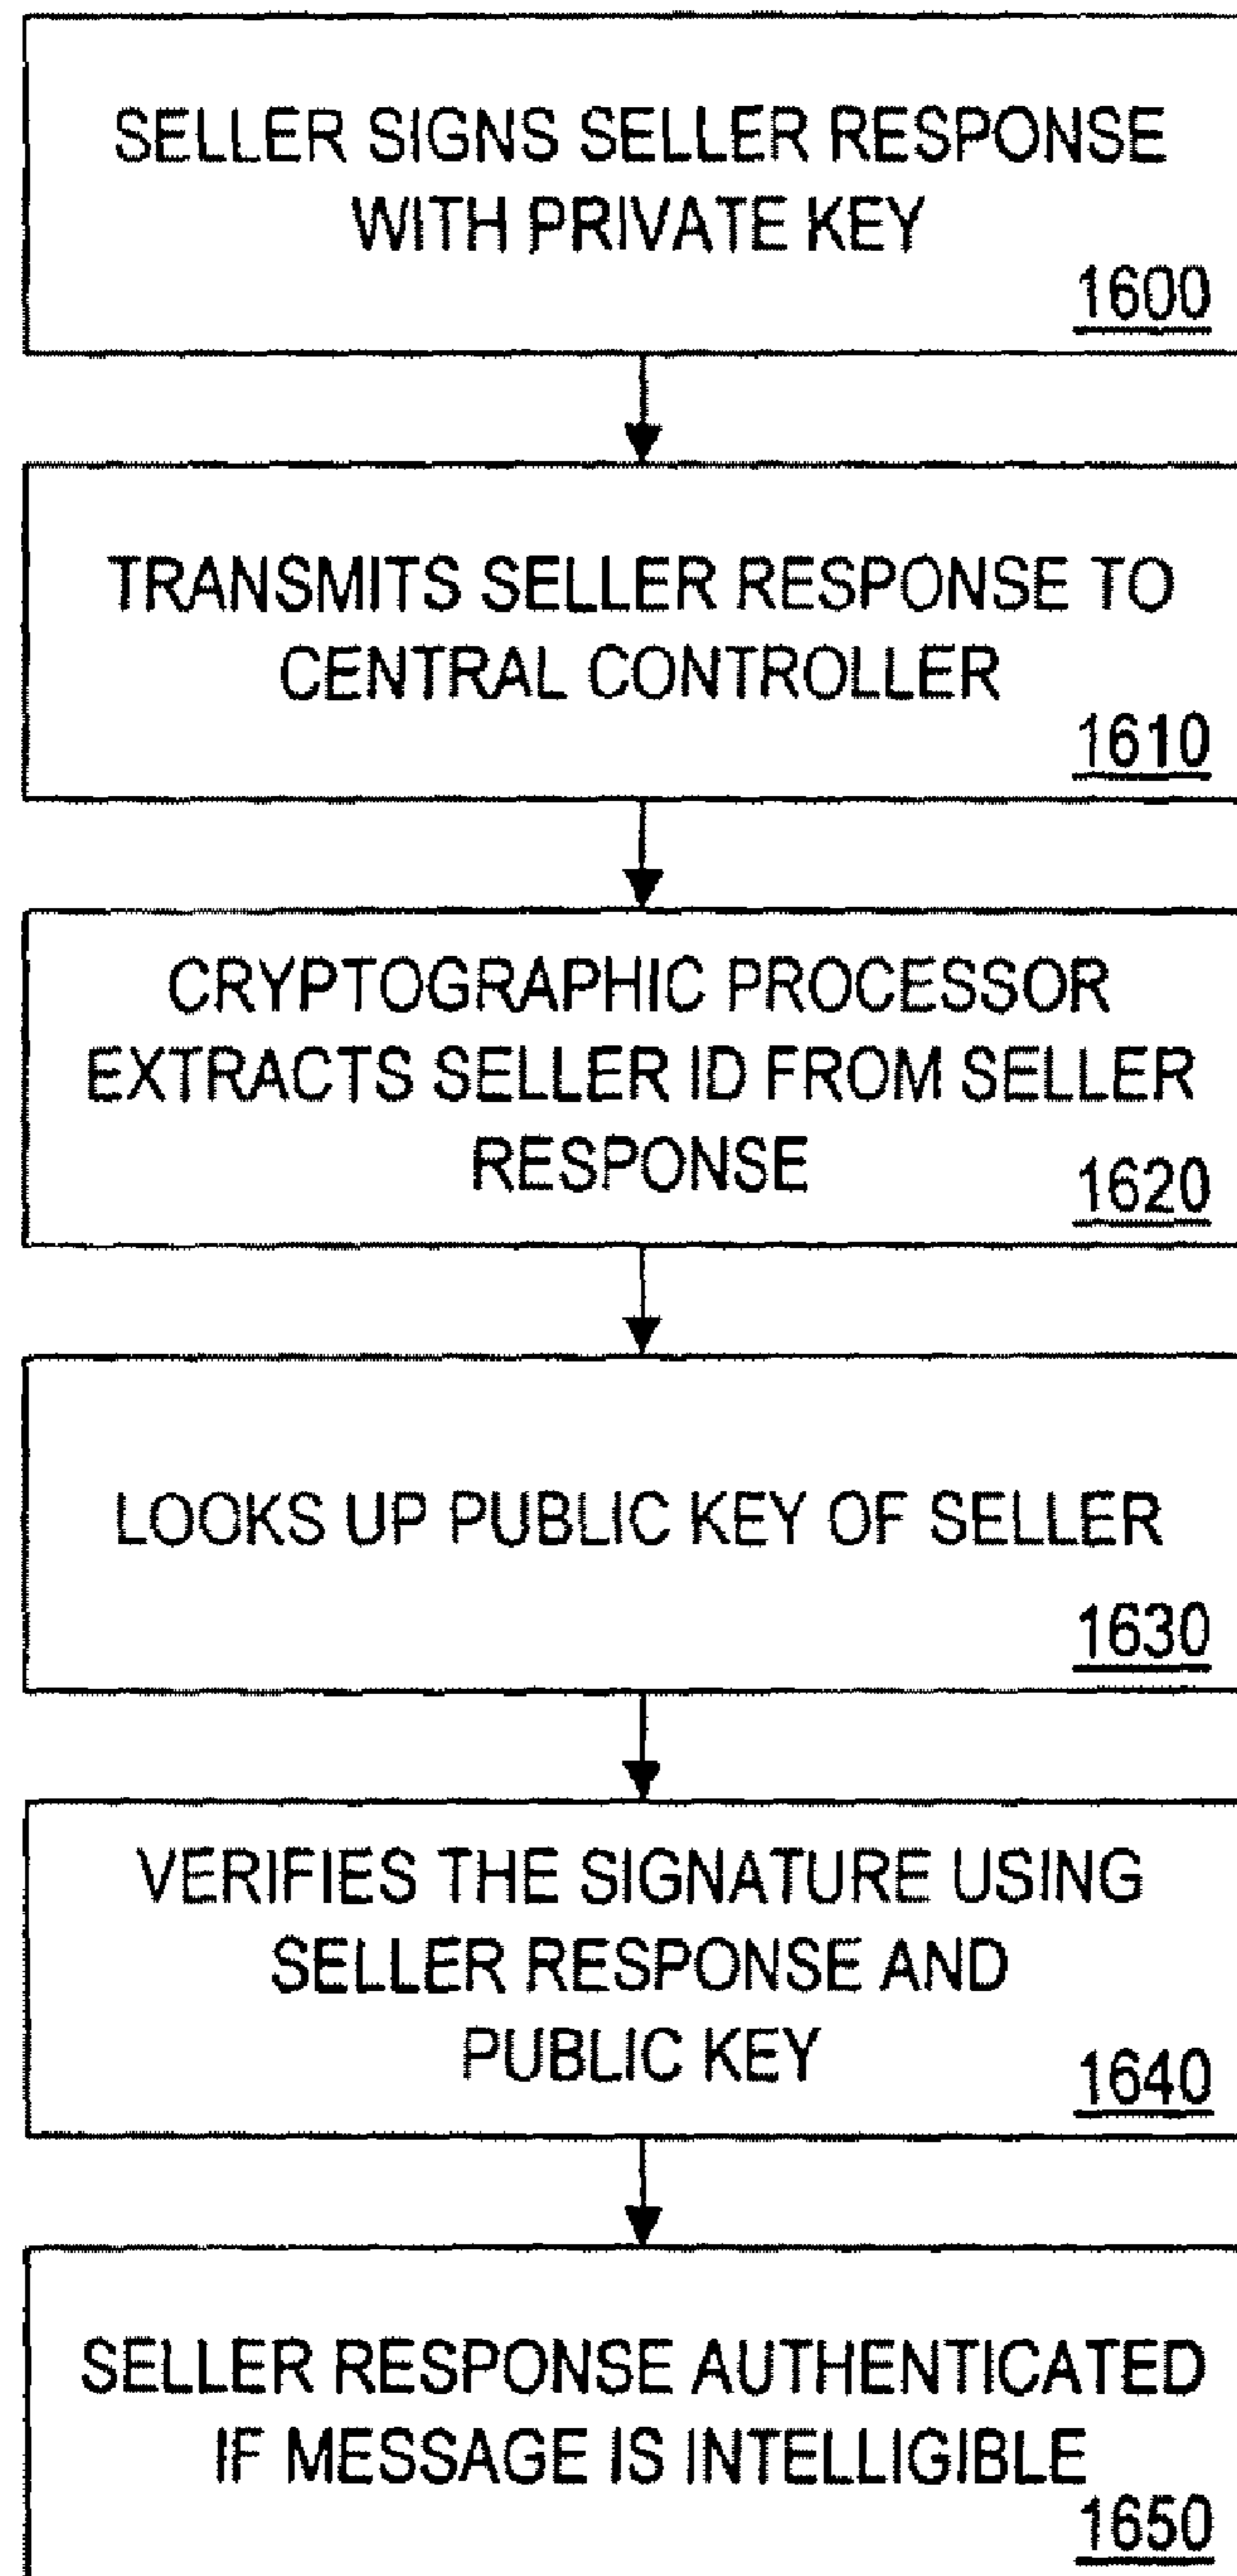 SELLER SIGNS SELLER RESPONSE
WITH PRIVATE KEY
1600
TRANSMITS SELLER RESPONSE TO
CENTRAL CONTROLLER
1610
CRYPTOGRAPHIC PROCESSOR
EXTRACTS SELLER ID FROM SELLER
RESPONSE
1620
LOOKS UP PUBLIC KEY OF SELLER
1630
VERIFIES THE SIGNATURE USING
SELLER RESPONSE AND
PUBLIC KEY
1640
SELLER RESPONSE AUTHENTICATED
IF MESSAGE IS INTELLIGIBLE
1650